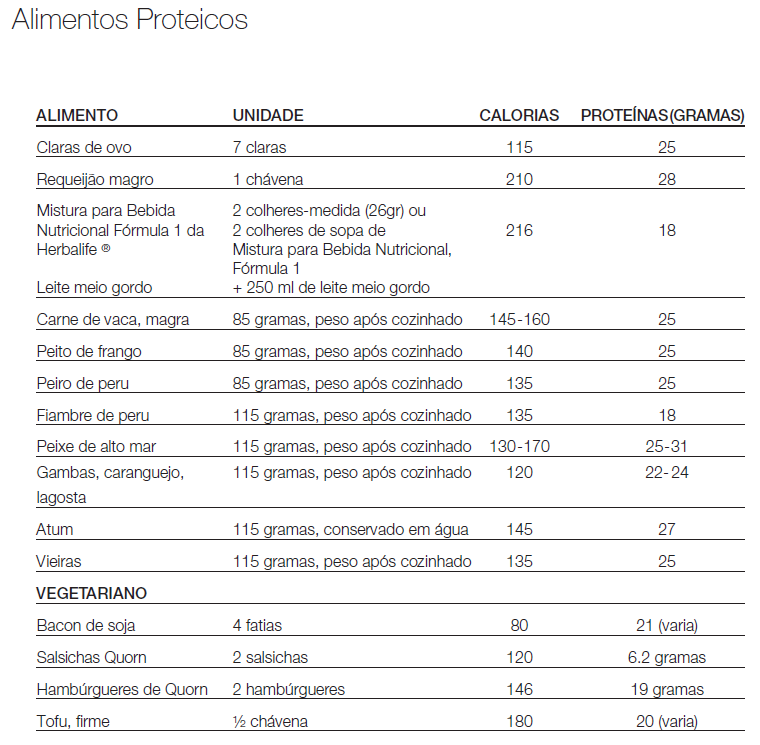 Alimentos Proteicos
ALIMENTO UNIDADE CALORIAS PROTEÍNAS(GRAMAS)
Claras de ovo 7 claras 115 25
Requeijão magro 1 chávena 210 28
Mistura para Bebida 2 colheres-medida (26gr) ou
Nutricional Fórmula 1 da 2 colheres de sopa de 216 18
Herbalife ® Mistura para Bebida Nutricional,
Fórmula 1
Leite meio gordo + 250 ml de leite meio gordo
Carne de vaca, magra 85 gramas, peso após cozinhado 145-160 25
Peito de frango 85 gramas, peso após cozinhado 140 25
Peiro de peru 85 gramas, peso após cozinhado 135 25
Fiambre de peru 115 gramas, peso após cozinhado 135 18
Peixe de alto mar 115 gramas, peso após cozinhado 130-170 25-31
Gambas, caranguejo, 115 gramas, peso após cozinhado 120 22-24
lagosta
Atum 115 gramas, conservado em água 145 27
Vieiras 115 gramas, peso após cozinhado 135 25
VEGETARIANO
Bacon de soja 4 fatias 80 21 (varia)
Salsichas Quorn 2 salsichas 120 6.2 gramas
Hambúrgueres de Quorn 2 hambúrgueres 146 19 gramas
Tofu, firme ½ chávena 180 20 (varia)